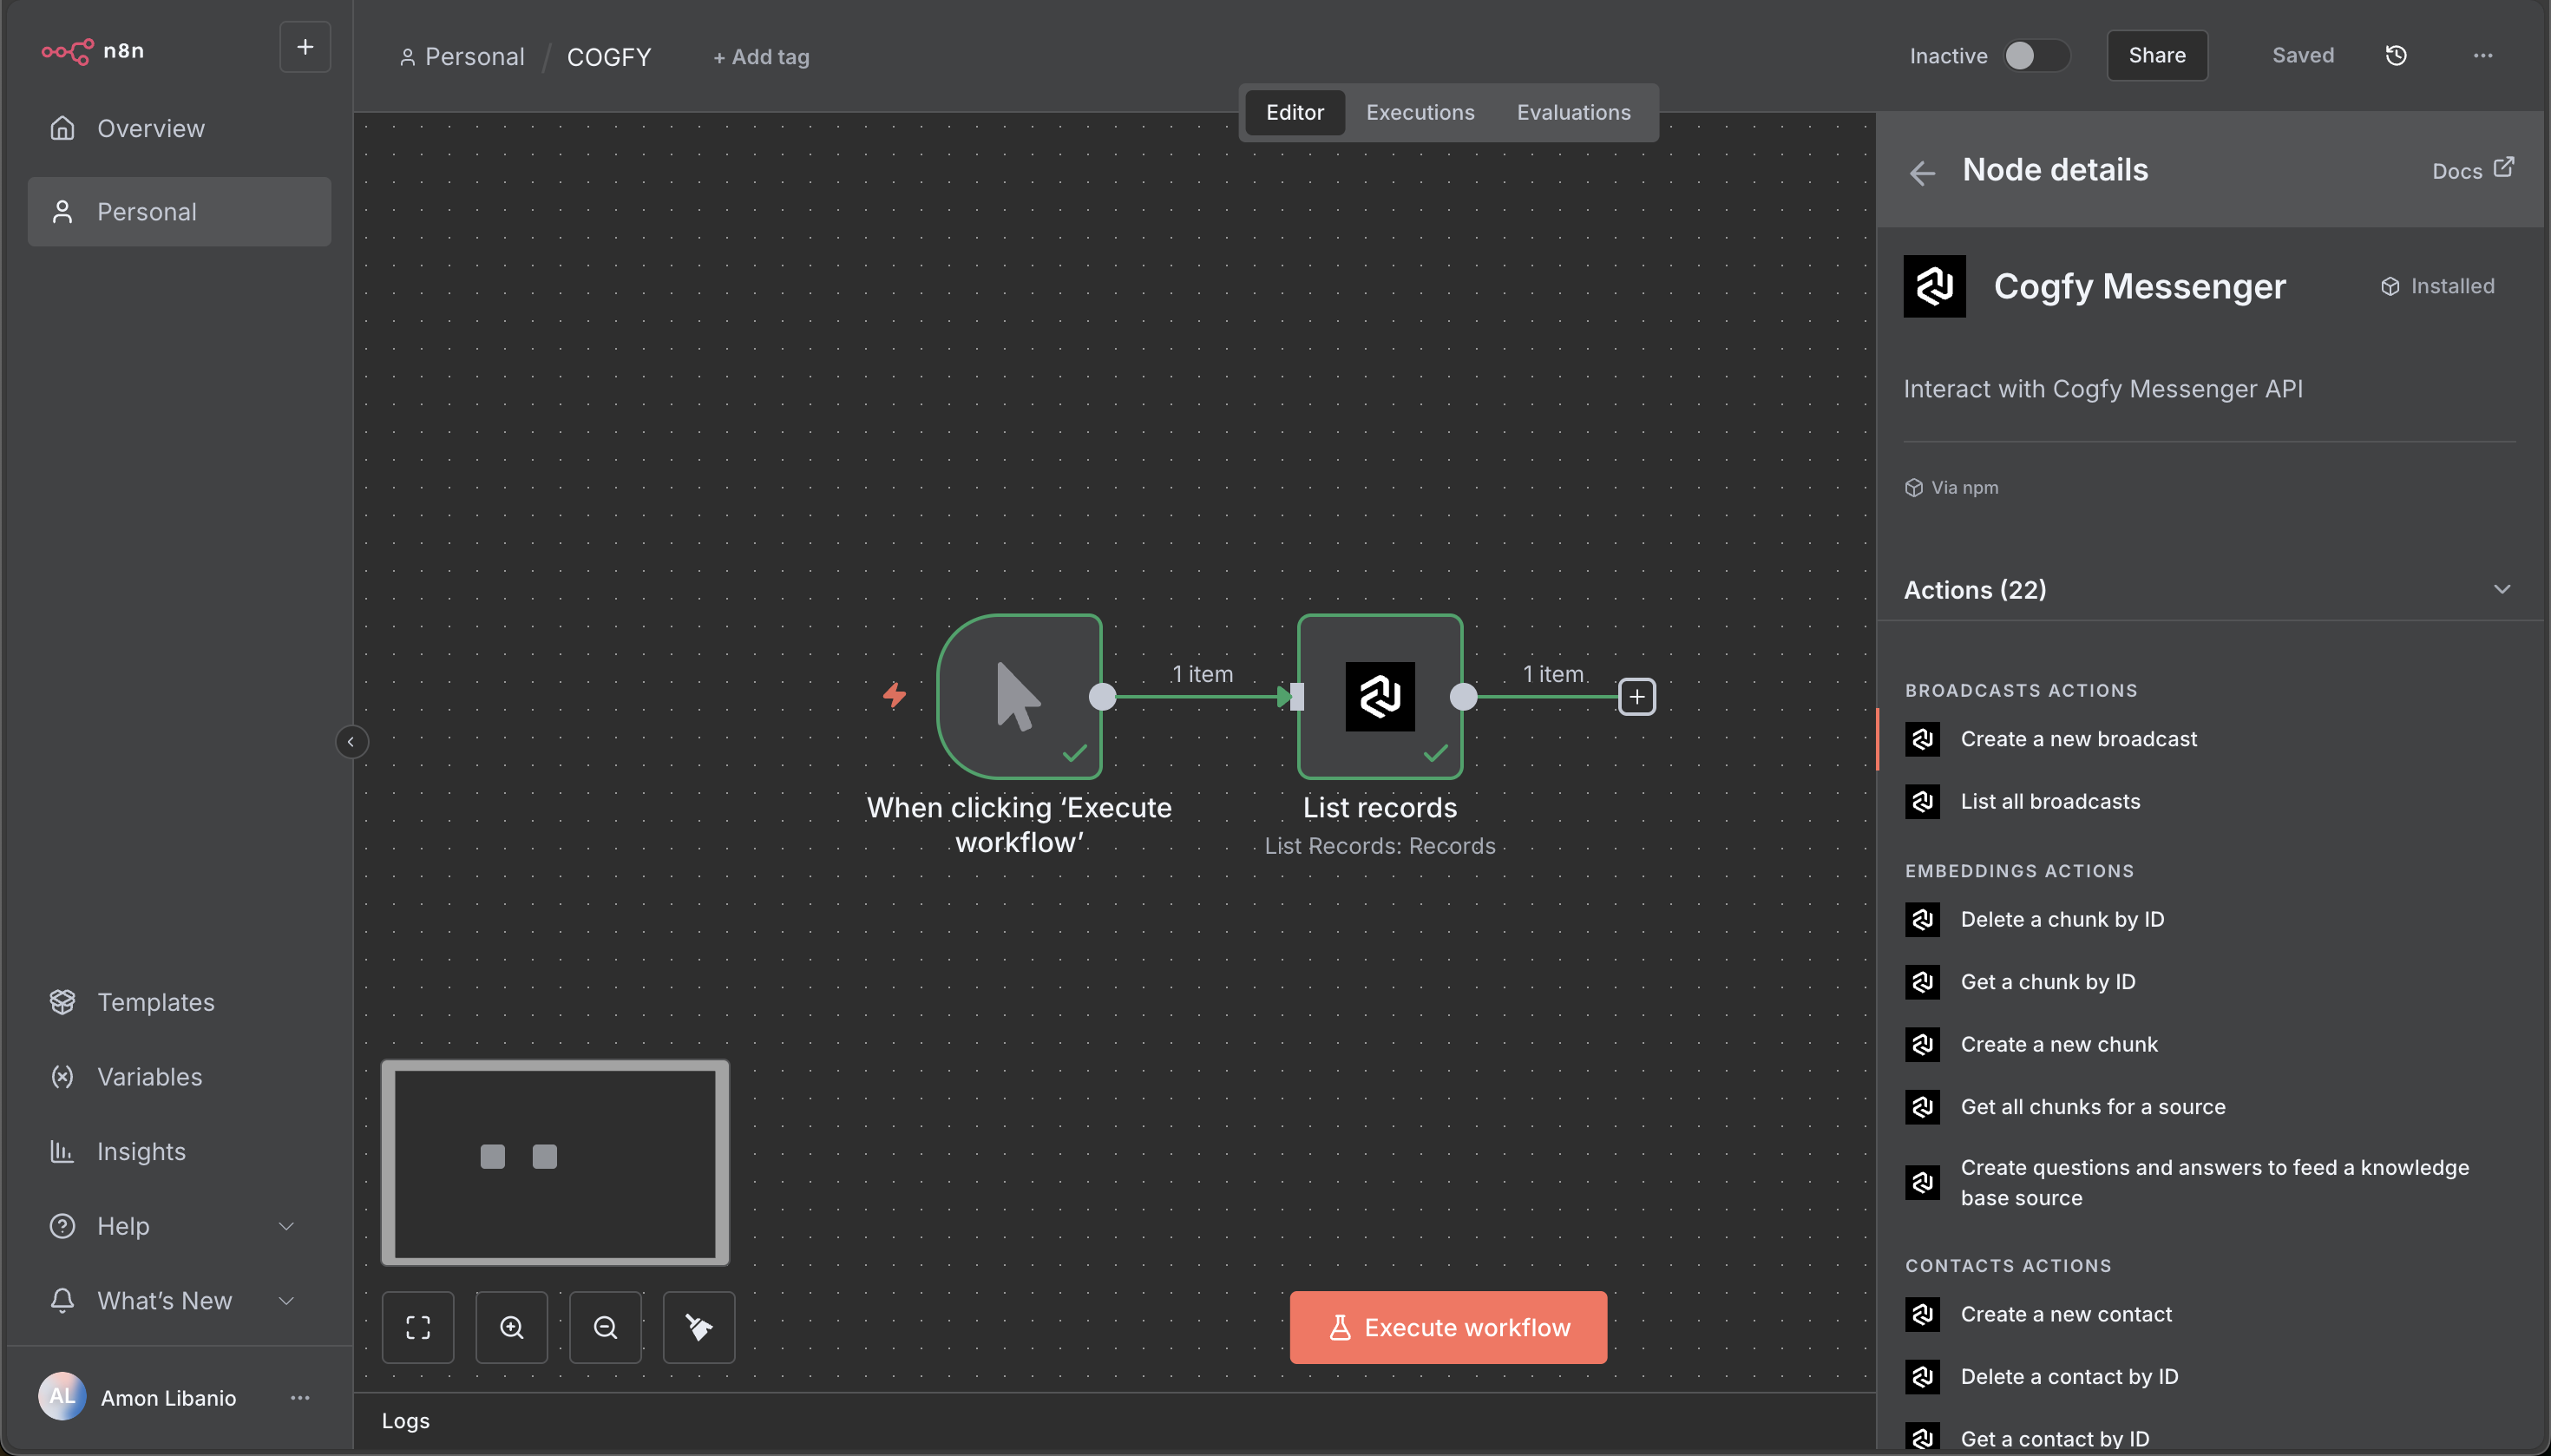 n8n
+
Overview
Personal
Templates
Variables
Insights
Help
What's New
AL
Amon Libanio
Personal / COGFY + Add tag
Inactive Share Saved
Editor Executions Evaluations
1 item
1 item
When clicking ‘Execute
workflow’
List records
List Records: Records
Execute workflow
Logs
Node details
Docs
Cogfy Messenger
Installed
Interact with Cogfy Messenger API
Via npm
Actions (22)
BROADCASTS ACTIONS
Create a new broadcast
List all broadcasts
EMBEDDINGS ACTIONS
Delete a chunk by ID
Get a chunk by ID
Create a new chunk
Get all chunks for a source
Create questions and answers to feed a knowledge
base source
CONTACTS ACTIONS
Create a new contact
Delete a contact by ID
Get a contact by ID